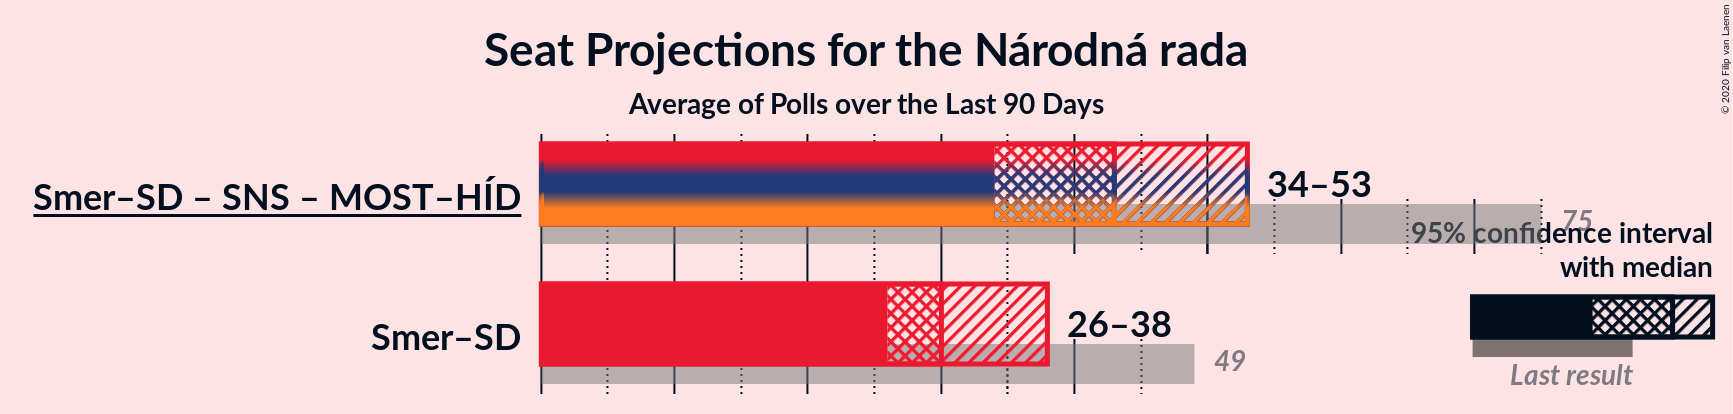 Seat Projections for the Národná rada
Average of Polls over the Last 90 Days
© 2020 Filip van Laenen
Smer–SD – SNS – MOST–HÍD
34–53
75
95% confidence interval
with median
Smer–SD
26–38
49
Last result